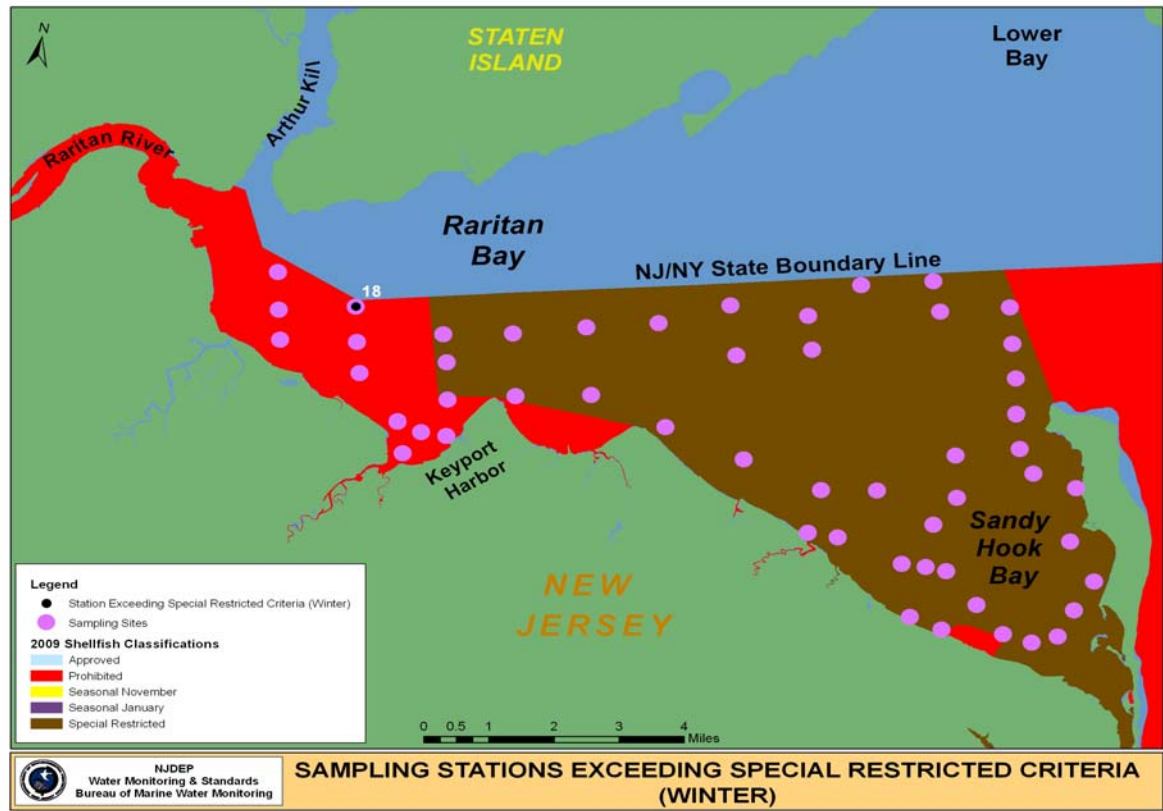 N
STATEN
ISLAND
Lower
Bay
Arthur Kill
Raritan River
Raritan
Bay
NJ/NY State Boundary Line
18
Keyport
Harbor
Sandy
Hook
Bay
NEW
JERSEY
Legend
Station Exceeding Special Restricted Criteria (Winter)
Sampling Sites
2009 Shellfish Classifications
Approved
Prohibited
Seasonal November
Seasonal January
Special Restricted
0 0.5 1 2 3 4
Miles
NJDEP
Water Monitoring & Standards
Bureau of Marine Water Monitoring
SAMPLING STATIONS EXCEEDING SPECIAL RESTRICTED CRITERIA
(WINTER)